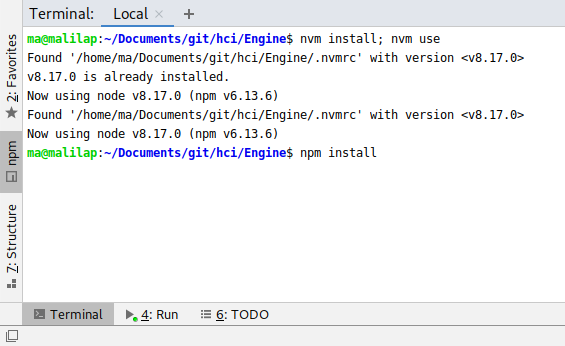 Terminal: Local × +
ma@malilap:~/Documents/git/hci/Engine$ nvm install; nvm use
Found '/home/ma/Documents/git/hci/Engine/.nvmrc' with version <v8.17.0>
v8.17.0 is already installed.
Now using node v8.17.0 (npm v6.13.6)
Found '/home/ma/Documents/git/hci/Engine/.nvmrc' with version <v8.17.0>
Now using node v8.17.0 (npm v6.13.6)
ma@malilap:~/Documents/git/hci/Engine$ npm install
2: Favorites
npm
7: Structure
Terminal 4: Run 6: TODO